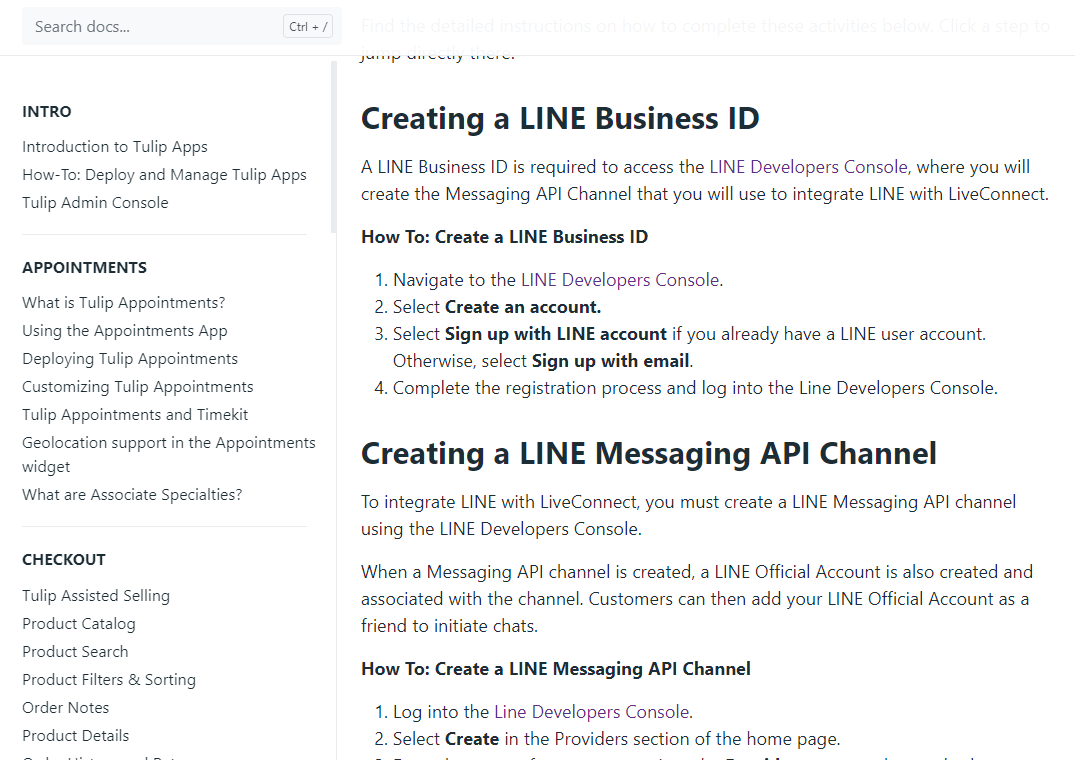 Search docs...
Ctrl + /
INTRO
Introduction to Tulip Apps
How-To: Deploy and Manage Tulip Apps
Tulip Admin Console
APPOINTMENTS
What is Tulip Appointments?
Using the Appointments App
Deploying Tulip Appointments
Customizing Tulip Appointments
Tulip Appointments and Timekit
Geolocation support in the Appointments
widget
What are Associate Specialties?
CHECKOUT
Tulip Assisted Selling
Product Catalog
Product Search
Product Filters & Sorting
Order Notes
Product Details
Find the detailed instructions on how to complete these activities below. Click a step to
jump directly there.
Creating a LINE Business ID
A LINE Business ID is required to access the LINE Developers Console, where you will
create the Messaging API Channel that you will use to integrate LINE with LiveConnect.
How To: Create a LINE Business ID
1. Navigate to the LINE Developers Console.
2. Select Create an account.
3. Select Sign up with LINE account if you already have a LINE user account.
Otherwise, select Sign up with email.
4. Complete the registration process and log into the Line Developers Console.
Creating a LINE Messaging API Channel
To integrate LINE with LiveConnect, you must create a LINE Messaging API channel
using the LINE Developers Console.
When a Messaging API channel is created, a LINE Official Account is also created and
associated with the channel. Customers can then add your LINE Official Account as a
friend to initiate chats.
How To: Create a LINE Messaging API Channel
1. Log into the Line Developers Console.
2. Select Create in the Providers section of the home page.